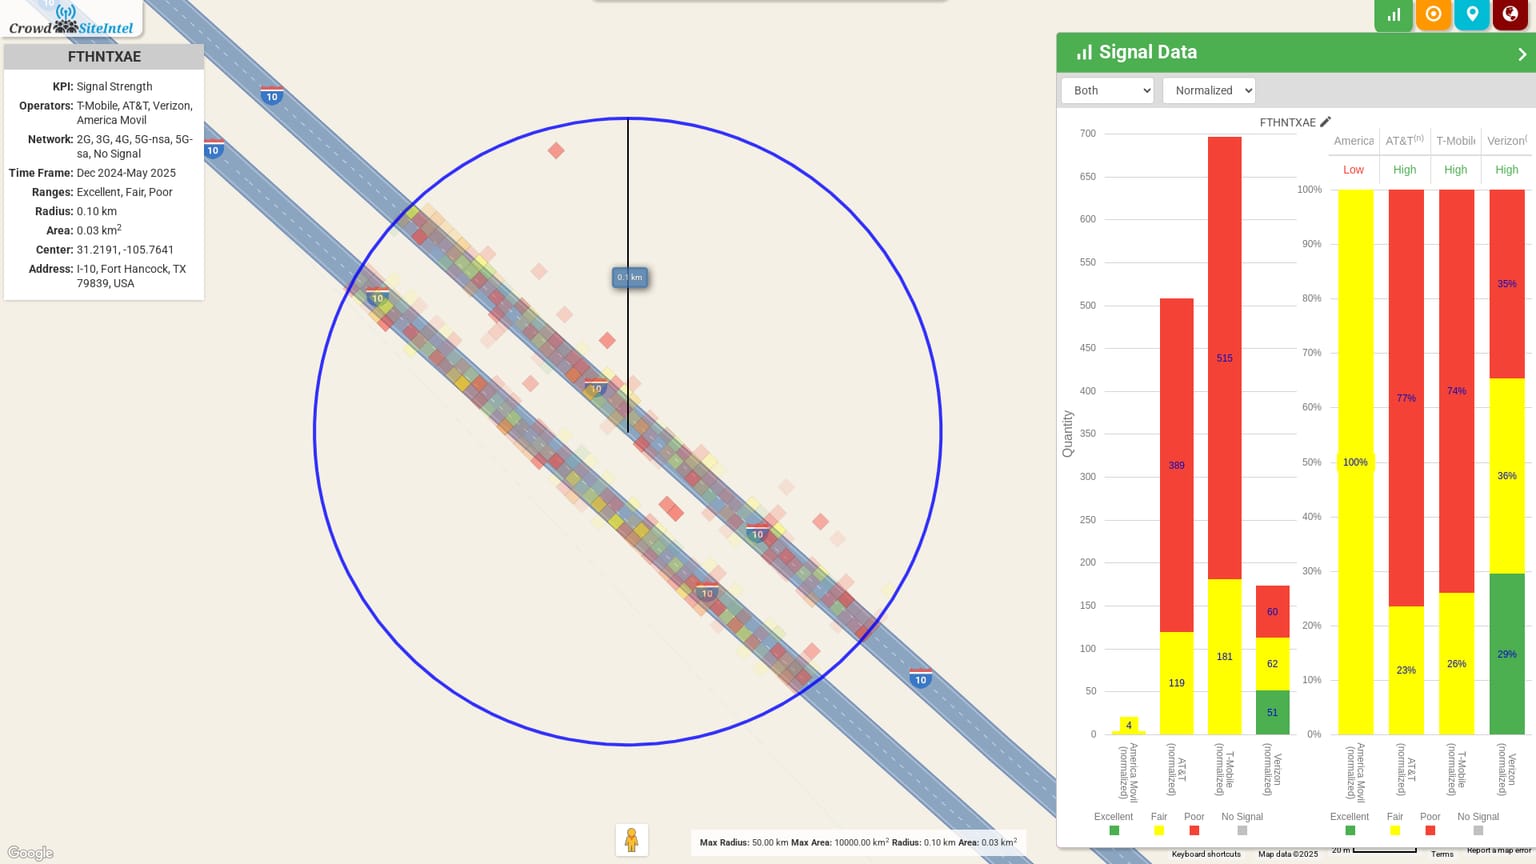 CrowdSiteIntel
FTHNTXAE
KPI: Signal Strength
Operators: T-Mobile, AT&T, Verizon,
America Movil
Network: 2G, 3G, 4G, 5G-nsa, 5G-
sa, No Signal
Time Frame: Dec 2024-May 2025
Ranges: Excellent, Fair, Poor
Radius: 0.10 km
Area: 0.03 km2
Center: 31.2191, -105.7641
Address: I-10, Fort Hancock, TX
79839, USA
10
10
10
10
10
10
10
10
0.1 km
Signal Data
Both
Normalized
FTHNTXAE
700
650
600
550
500
450
400
350
300
250
200
150
100
50
0
Quantity
4
389
119
515
181
60
62
51
America Movil
(normalized)
AT&T
(normalized)
T-Mobile
(normalized)
Verizon
(normalized)
Excellent Fair Poor No Signal
America AT&T(n) T-Mobile Verizon(
Low High High High
100%
90%
80%
70%
60%
50%
40%
30%
20%
10%
0%
100%
77%
23%
74%
26%
35%
36%
29%
America Movil
(normalized)
AT&T
(normalized)
T-Mobile
(normalized)
Verizon
(normalized)
Excellent Fair Poor No Signal
Max Radius: 50.00 km Max Area: 10000.00 km2 Radius: 0.10 km Area: 0.03 km2
Google
Keyboard shortcuts Map data ©2025 20 m Terms Report a map error